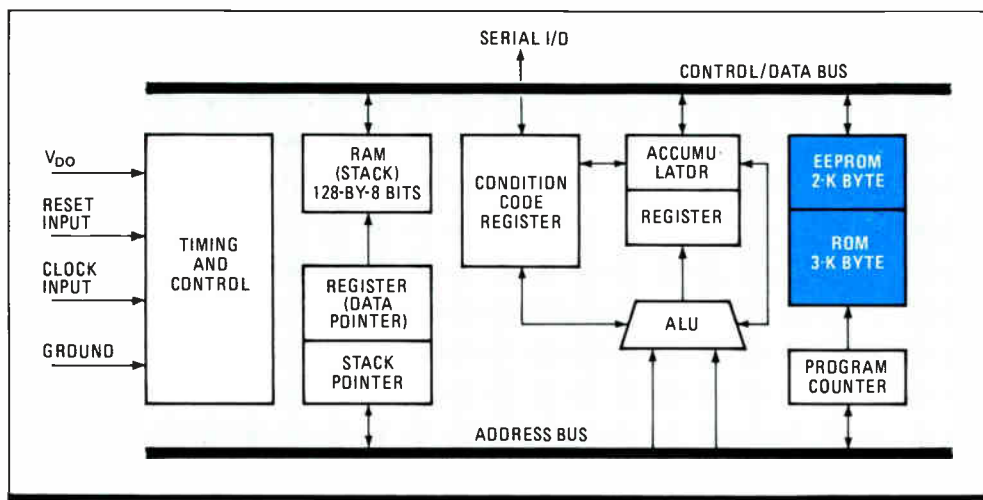 SERIAL I/O
CONTROL/DATA BUS
V_DO
RESET
INPUT
CLOCK
INPUT
GROUND
TIMING
AND
CONTROL
RAM
(STACK)
128-BY-8 BITS
REGISTER
(DATA
POINTER)
STACK
POINTER
CONDITION
CODE
REGISTER
ACCUMU-
LATOR
REGISTER
ALU
EEPROM
2-K BYTE
ROM
3-K BYTE
PROGRAM
COUNTER
ADDRESS BUS